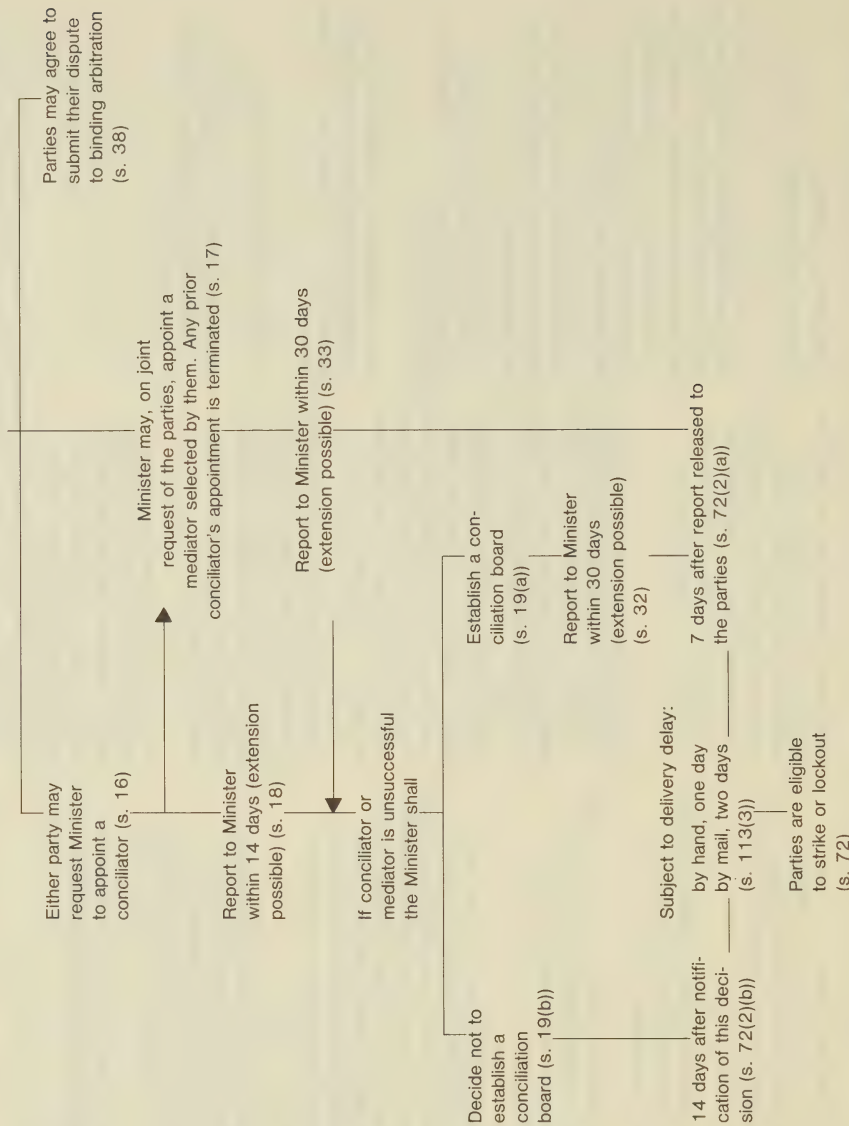 Either party may
request Minister
to appoint a
conciliator (s. 16)
Minister may, on joint
request of the parties, appoint a
mediator selected by them. Any prior
conciliator's appointment is terminated (s. 17)
Parties may agree to
submit their dispute
to binding arbitration
(s. 38)
Report to Minister
within 14 days (extension
possible) (s. 18)
Report to Minister within 30 days
(extension possible) (s. 33)
If conciliator or
mediator is unsuccessful
the Minister shall
Decide not to
establish a
conciliation
board (s. 19(b))
Establish a con-
ciliation board
(s. 19(a))
Report to Minister
within 30 days
(extension possible)
(s. 32)
14 days after notifi-
cation of this deci-
sion (s. 72(2)(b))
Subject to delivery delay:
by hand, one day
by mail, two days
(s. 113(3))
7 days after report released to
the parties (s. 72(2)(a))
Parties are eligible
to strike or lockout
(s. 72)